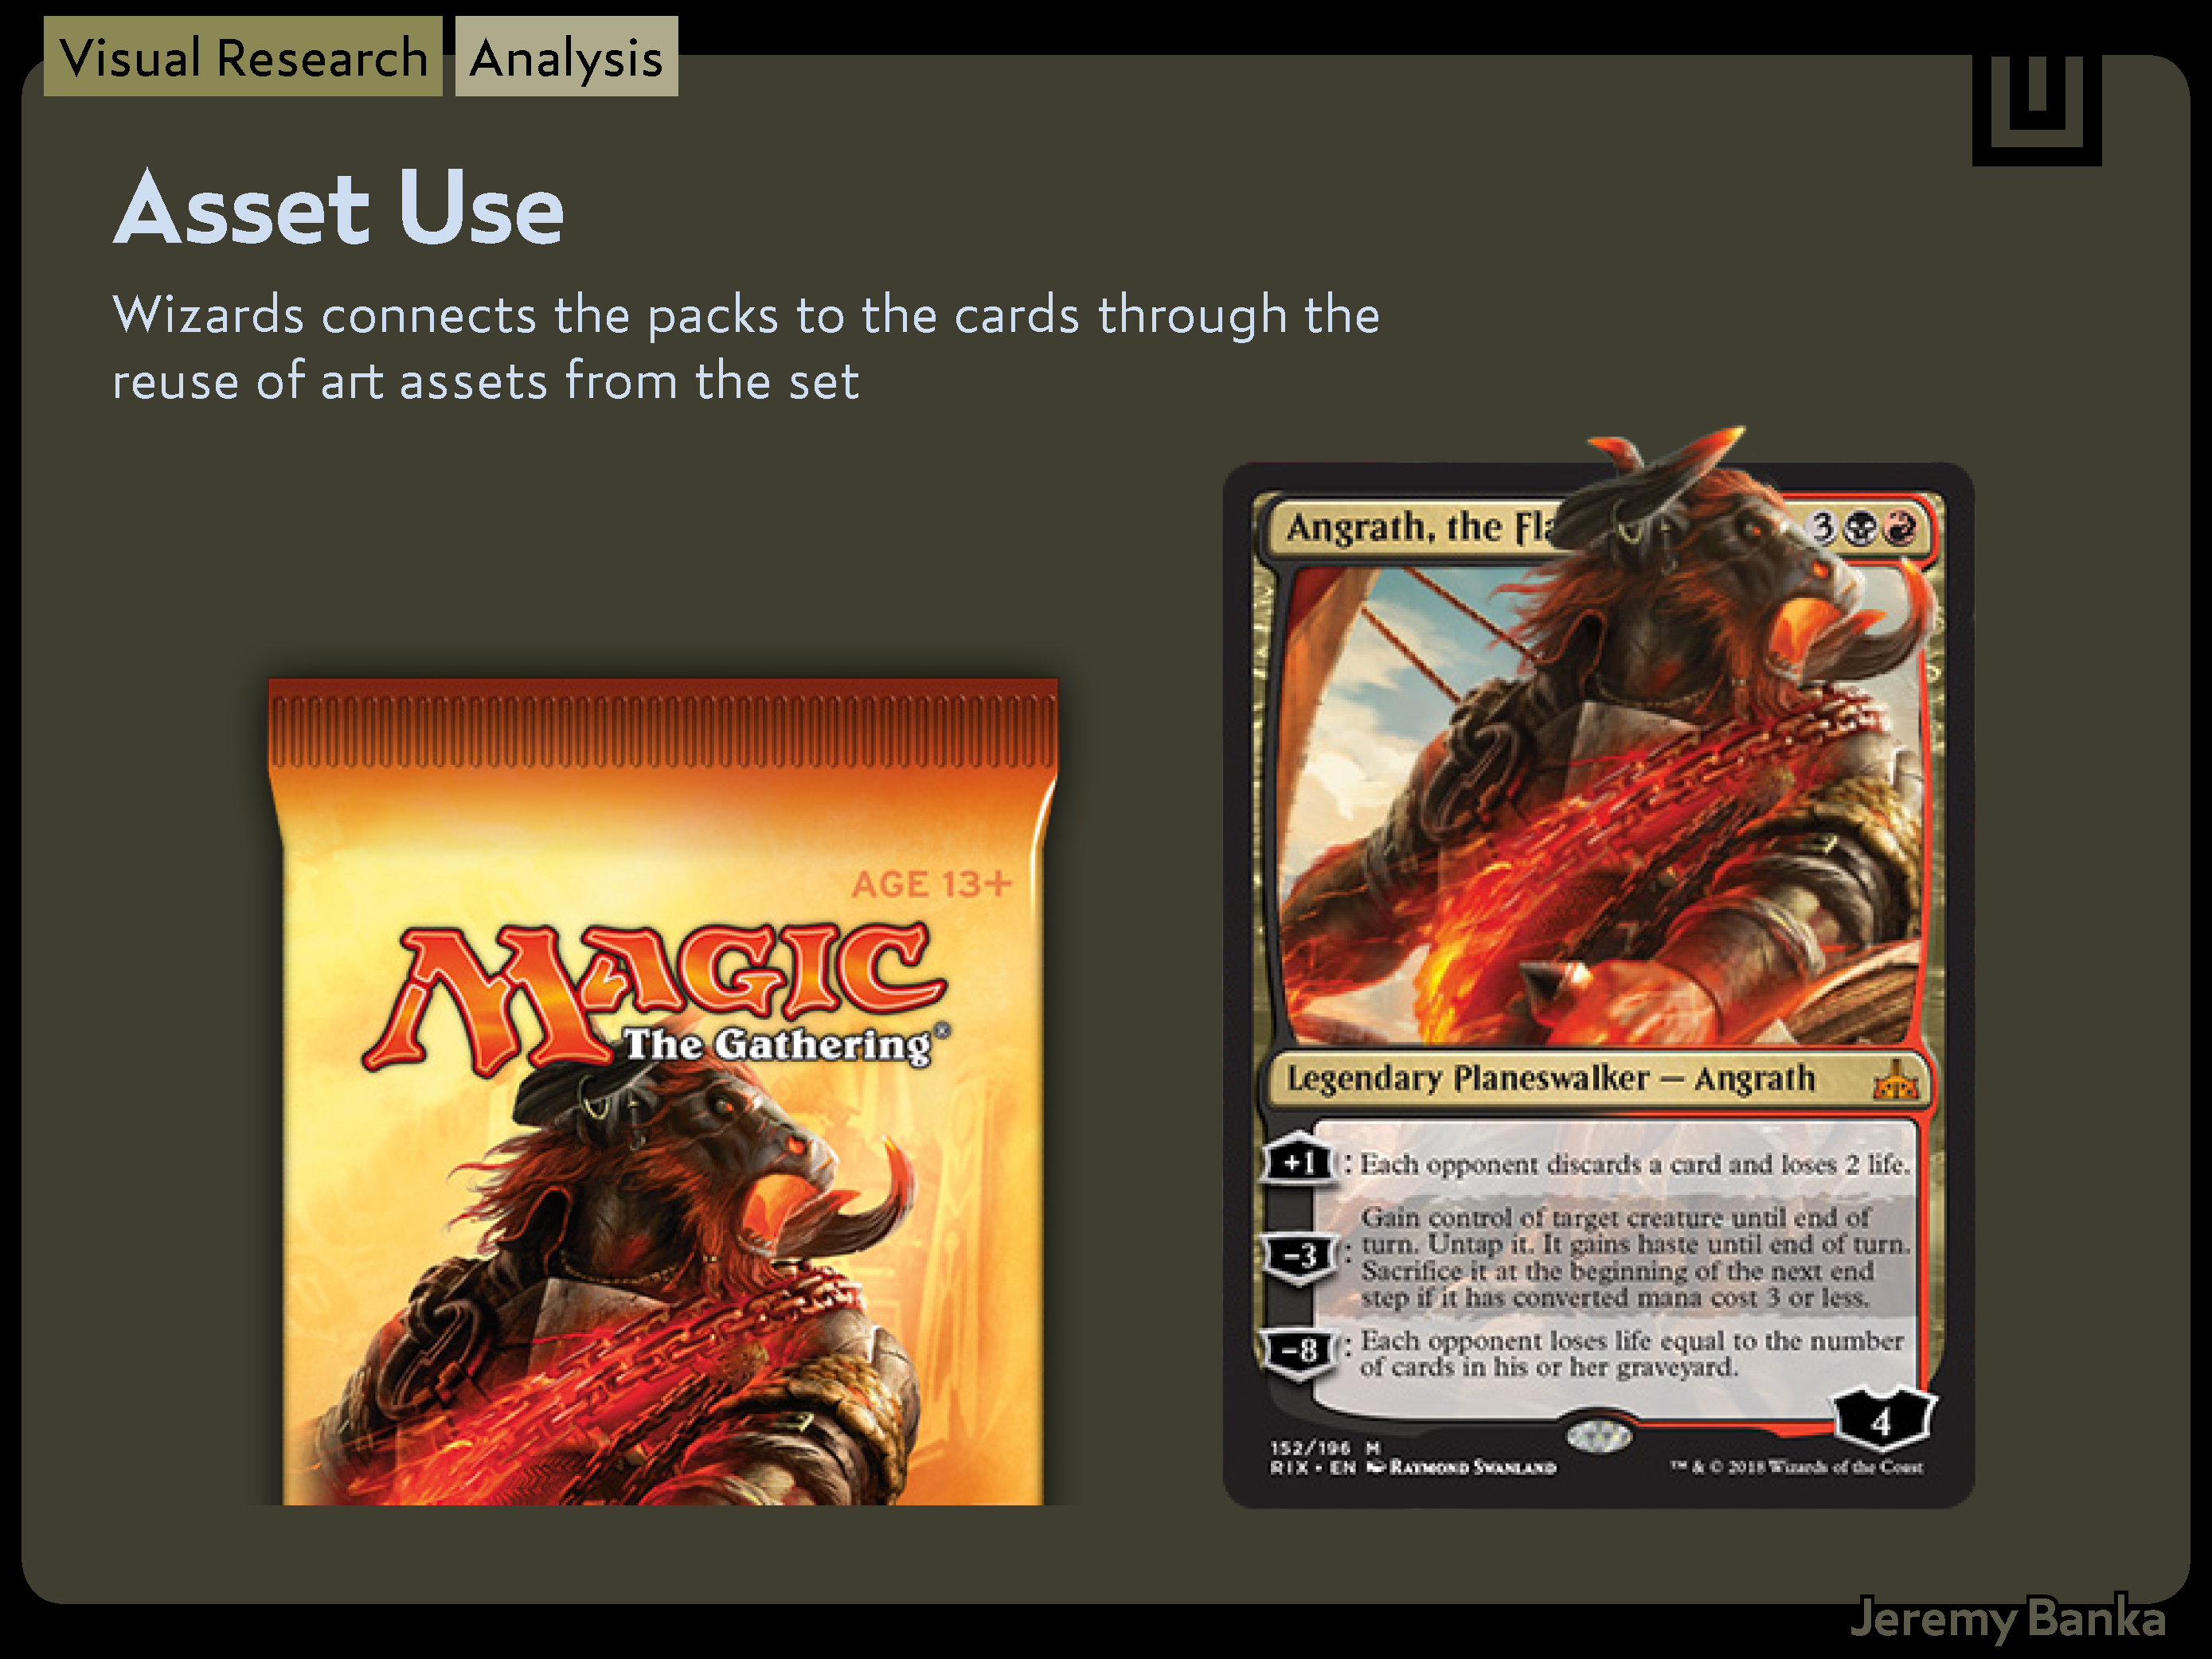 Visual Research Analysis
Asset Use
Wizards connects the packs to the cards through the
reuse of art assets from the set
AGE 13+
MAGIC
The Gathering®
Angrath, the Fla 3
Legendary Planeswalker — Angrath
+1 : Each opponent discards a card and loses 2 life.
Gain control of target creature until end of
-3 : turn. Untap it. It gains haste until end of turn.
Sacrifice it at the beginning of the next end
step if it has converted mana cost 3 or less.
-8 : Each opponent loses life equal to the number
of cards in his or her graveyard.
4
152/196 M
RIX • EN RAYMOND SWANLAND ™ & © 2018 Wizards of the Coast
Jeremy Banka